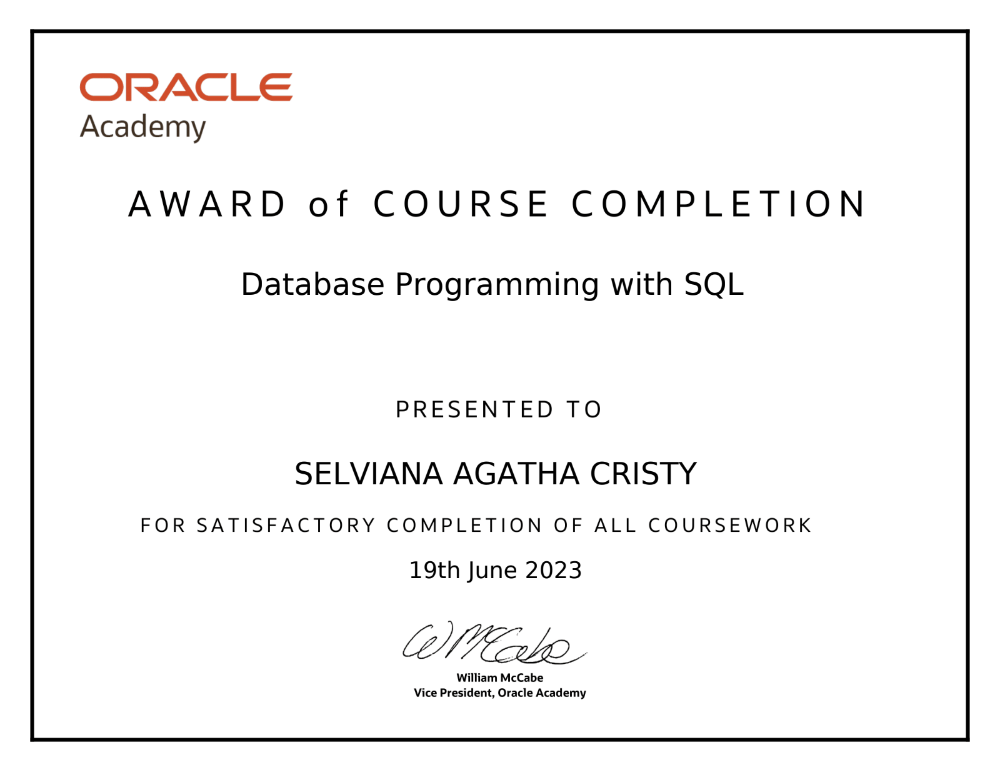 ORACLE
Academy
AWARD of COURSE COMPLETION
Database Programming with SQL
PRESENTED TO
SELVIANA AGATHA CRISTY
FOR SATISFACTORY COMPLETION OF ALL COURSEWORK
19th June 2023
W McCabe
William McCabe
Vice President, Oracle Academy